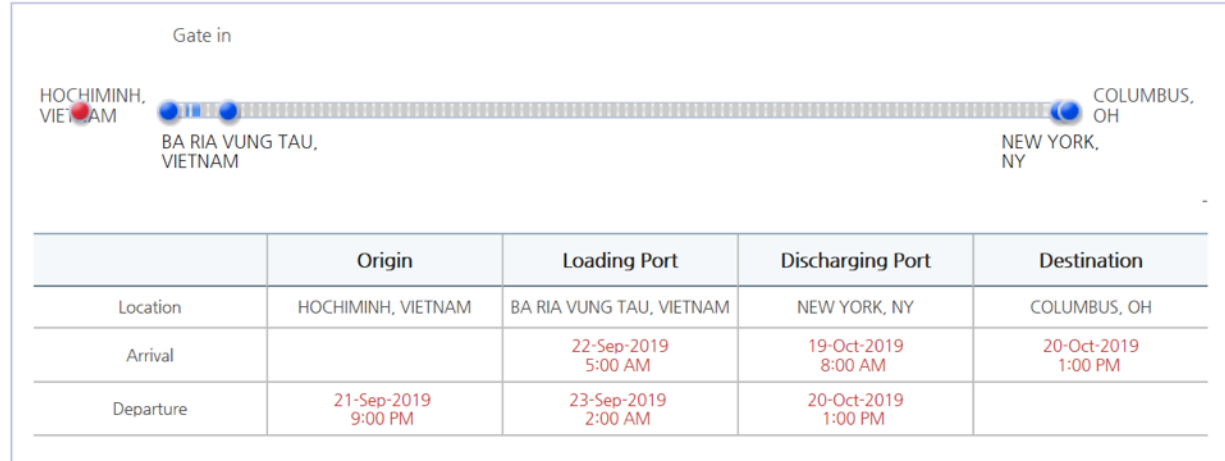 Gate in
HOCHIMINH,
VIETNAM
COLUMBUS,
OH
BA RIA VUNG TAU,
VIETNAM
NEW YORK,
NY
-
Origin Loading Port Discharging Port Destination
Location HOCHIMINH, VIETNAM BA RIA VUNG TAU, VIETNAM NEW YORK, NY COLUMBUS, OH
Arrival 22-Sep-2019 19-Oct-2019 20-Oct-2019
5:00 AM 8:00 AM 1:00 PM
Departure 21-Sep-2019 23-Sep-2019 20-Oct-2019
9:00 PM 2:00 AM 1:00 PM